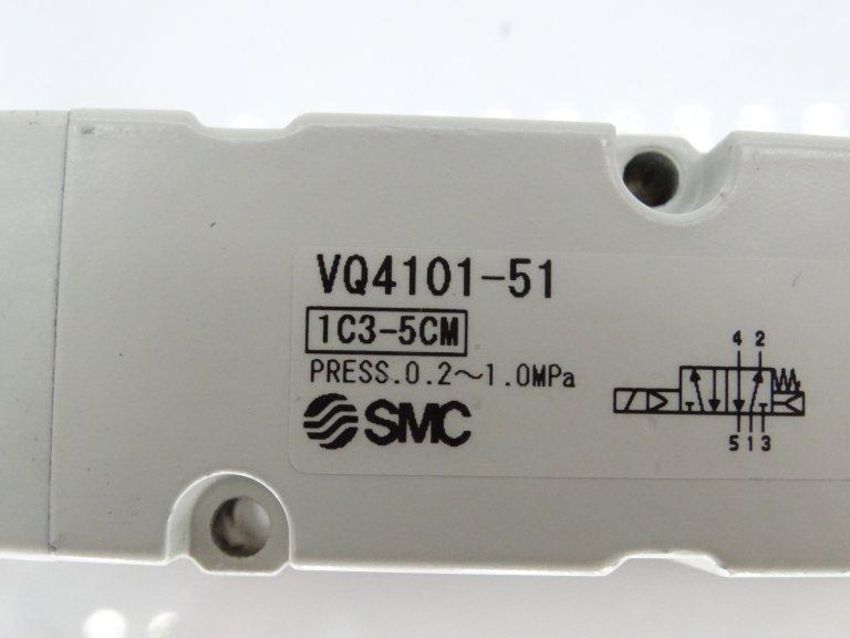 VQ4101-51
1C3-5CM
PRESS.0.2～1.0MPa
SMC
4 2
5 1 3